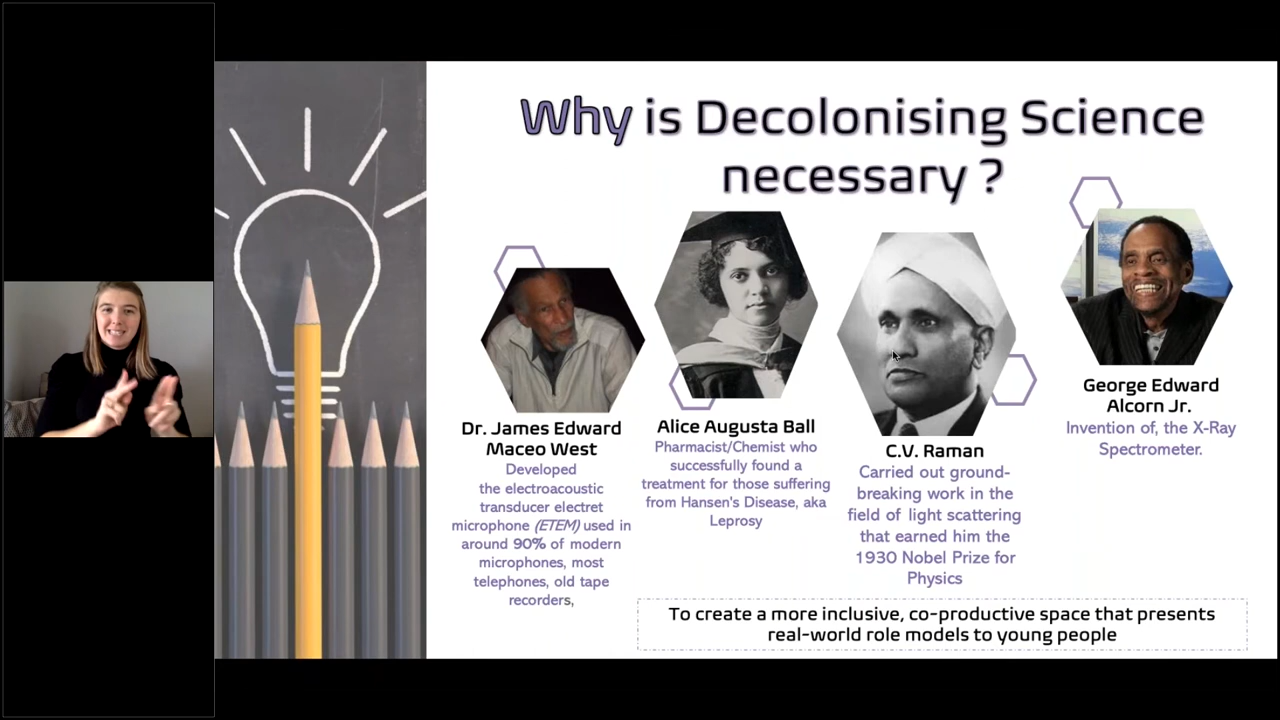 Why is Decolonising Science
necessary ?
Dr. James Edward
Maceo West
Developed
the electroacoustic
transducer electret
microphone (ETEM) used in
around 90% of modern
microphones, most
telephones, old tape
recorders,
Alice Augusta Ball
Pharmacist/Chemist who
successfully found a
treatment for those suffering
from Hansen's Disease, aka
Leprosy
C.V. Raman
Carried out ground-
breaking work in the
field of light scattering
that earned him the
1930 Nobel Prize for
Physics
George Edward
Alcorn Jr.
Invention of, the X-Ray
Spectrometer.
To create a more inclusive, co-productive space that presents
real-world role models to young people